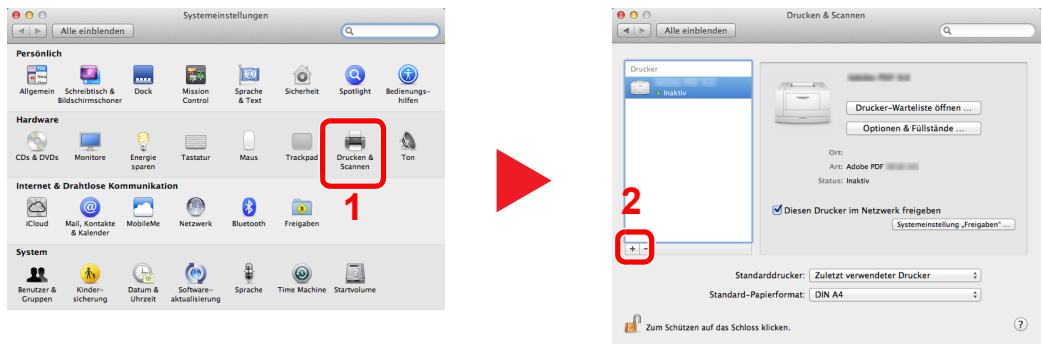 Systemeinstellungen
Alle einblenden
Persönlich
Allgemein
Schreibtisch &
Bildschirmschoner
Dock
Mission
Control
Sprache
& Text
Sicherheit
Spotlight
Bedienungs-
hilfen
Hardware
CDs & DVDs
Monitore
Energie
sparen
Tastatur
Maus
Trackpad
Drucken &
Scannen
Ton
1
Internet & Drahtlose Kommunikation
iCloud
Mail, Kontakte
& Kalender
MobileMe
Netzwerk
Bluetooth
Freigaben
System
Benutzer &
Gruppen
Kinder-
sicherung
Datum &
Uhrzeit
Software-
aktualisierung
Sprache
Time Machine
Startvolume
Drucken & Scannen
Alle einblenden
Drucker
Inaktiv
Drucker-Warteliste öffnen ...
Optionen & Füllstände ...
Ort:
Art: Adobe PDF
Status: Inaktiv
2
Diesen Drucker im Netzwerk freigeben
Systemeinstellung „Freigaben“ ...
+ -
Standarddrucker: Zuletzt verwendeter Drucker
Standard-Papierformat: DIN A4
Zum Schützen auf das Schloss klicken.
?